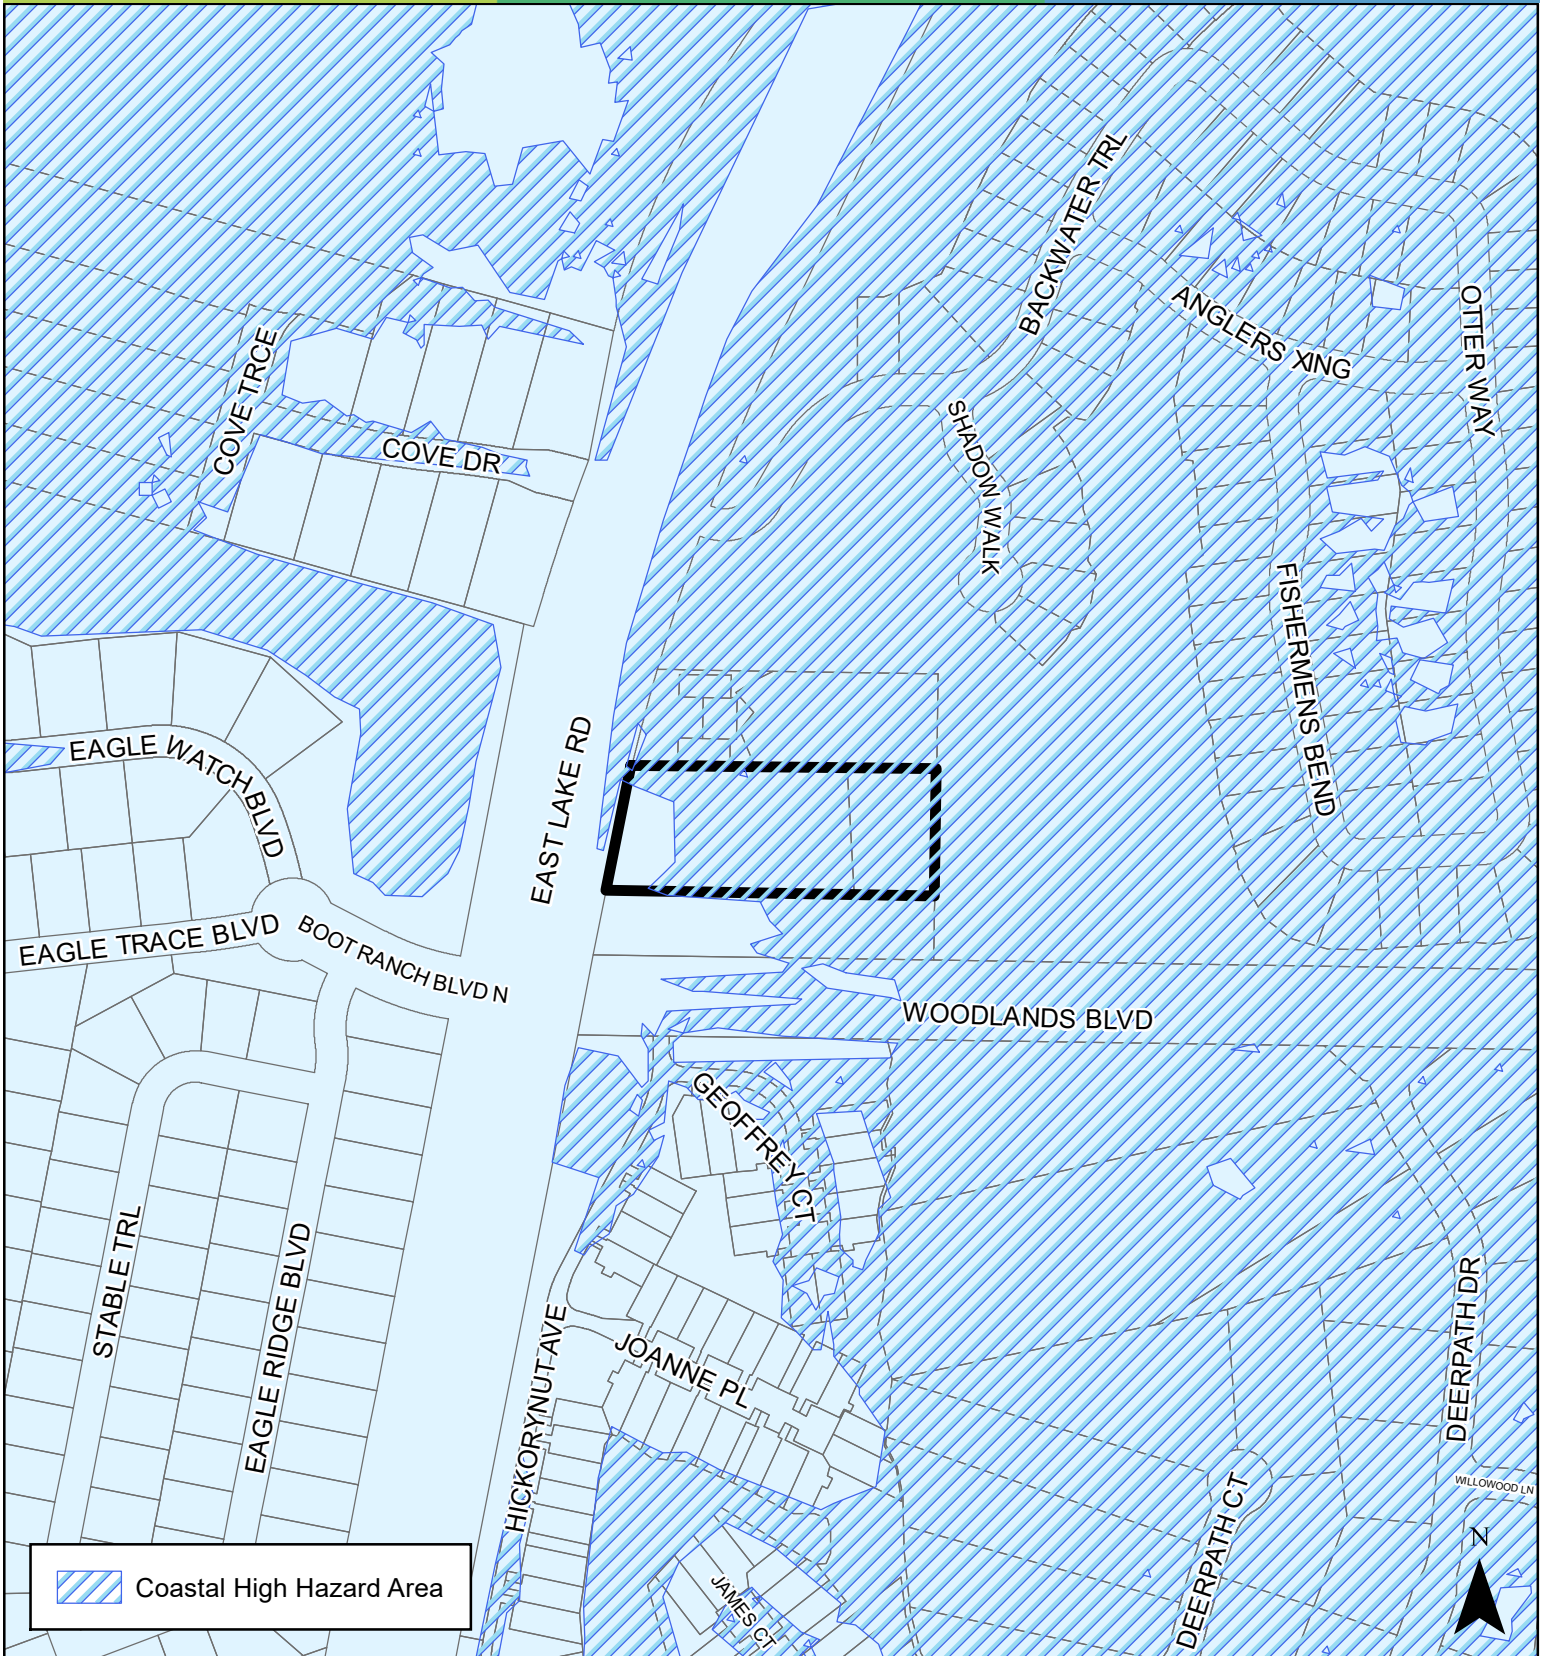 BACKWATER TRL
ANGLERS XING
OTTER WAY
COVE TRCE
COVE DR
SHADOW WALK
FISHERMENS BEND
EAGLE WATCH BLVD
EAST LAKE RD
EAGLE TRACE BLVD
BOOT RANCH BLVD N
WOODLANDS BLVD
GEOFFREY CT
STABLE TRL
EAGLE RIDGE BLVD
HICKORYNUT AVE
JOANNE PL
DEERPATH DR
DEERPATH CT
WILLOWOOD LN
JAMES CT
N
Coastal High Hazard Area